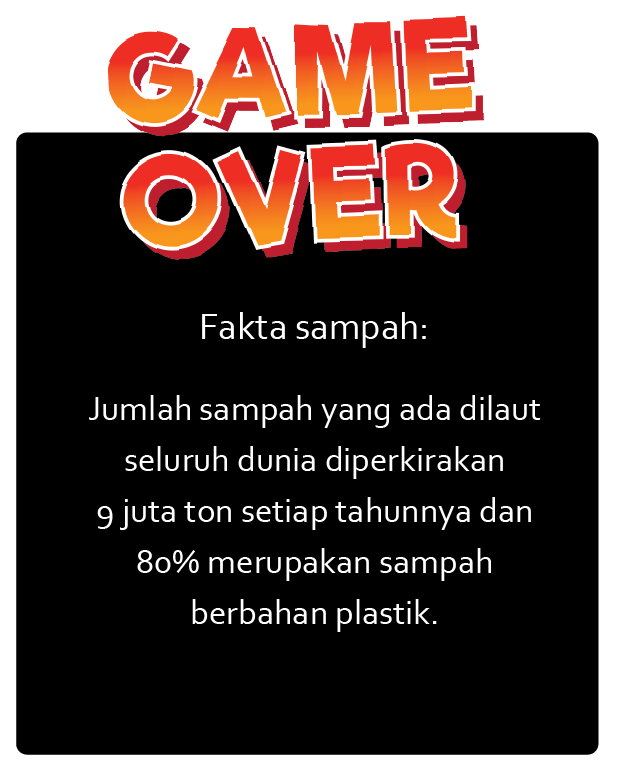 GAME
OVER
Fakta sampah:
Jumlah sampah yang ada dilaut
seluruh dunia diperkirakan
9 juta ton setiap tahunnya dan
80% merupakan sampah
berbahan plastik.